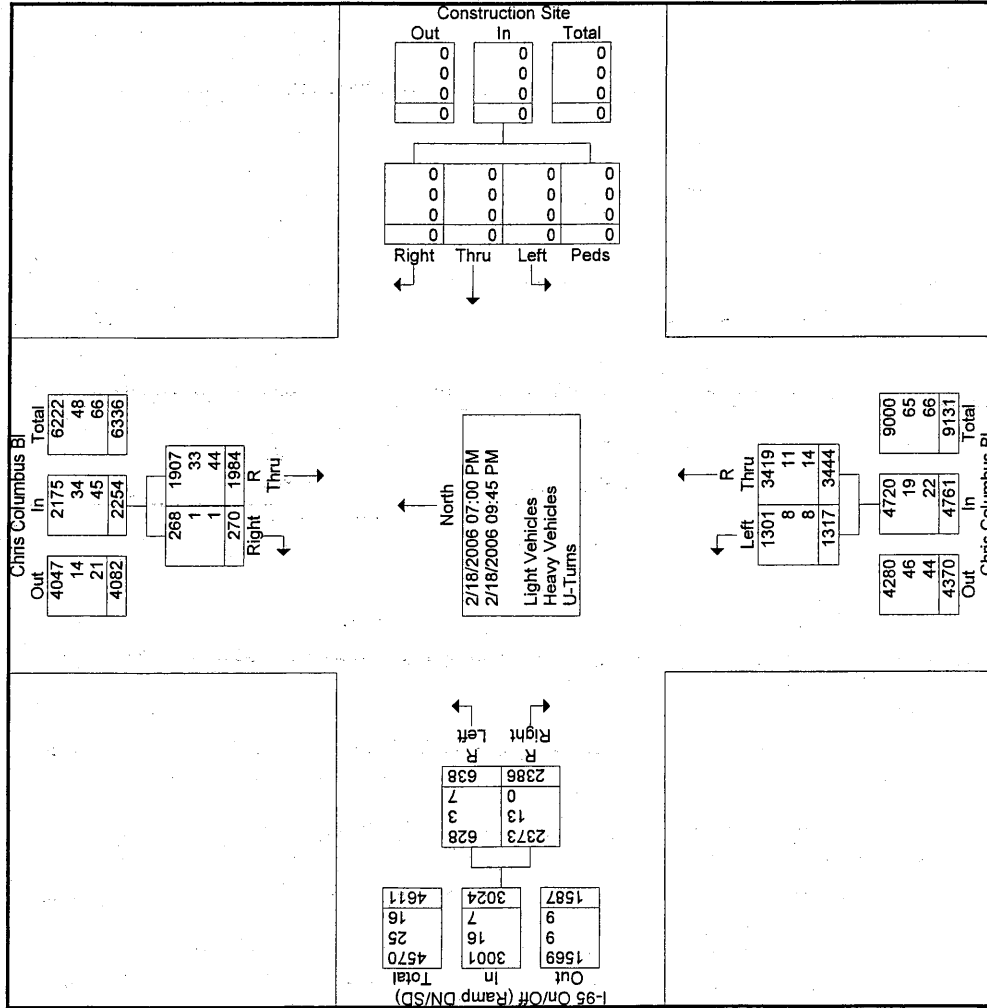 Construction Site
Out In Total
0 0 0
0 0 0
0 0 0
0 0 0
0 0 0 0
0 0 0 0
0 0 0 0
0 0 0 0
Right Thru Left Peds
Chris Columbus Bl
Out In Total
4047 2175 6222
14 34 48
21 45 66
4082 2254 6336
268 1907
1 33
1 44
270 1984
Right R
Thru
North
2/18/2006 07:00 PM
2/18/2006 09:45 PM
Light Vehicles
Heavy Vehicles
U-Turns
R
Left Thru
1301 3419
8 11
8 14
1317 3444
4280 4720 9000
46 19 65
44 22 66
4370 4761 9131
Out In Total
Chris Columbus Bl
Left Right
R R
638 2386
7 0
3 13
628 2373
4611 3024 1587
16 7 9
25 16 9
4570 3001 1569
Total In Out
I-95 On/Off (Ramp DN/SD)